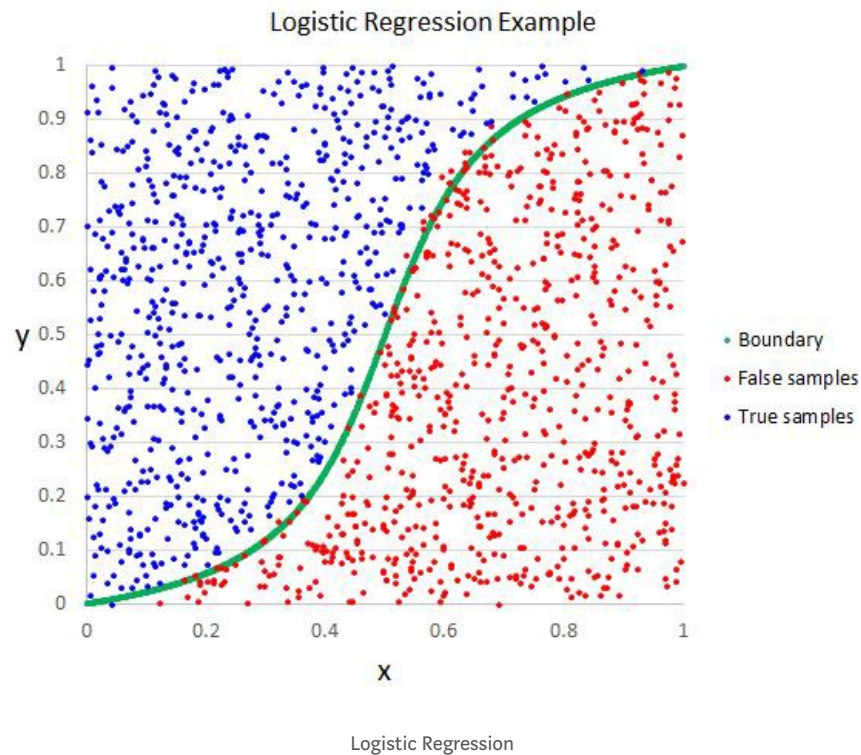 Logistic Regression Example
1
0.9
0.8
0.7
0.6
y 0.5
0.4
0.3
0.2
0.1
0
0 0.2 0.4 0.6 0.8 1
x
Boundary
False samples
True samples
Logistic Regression